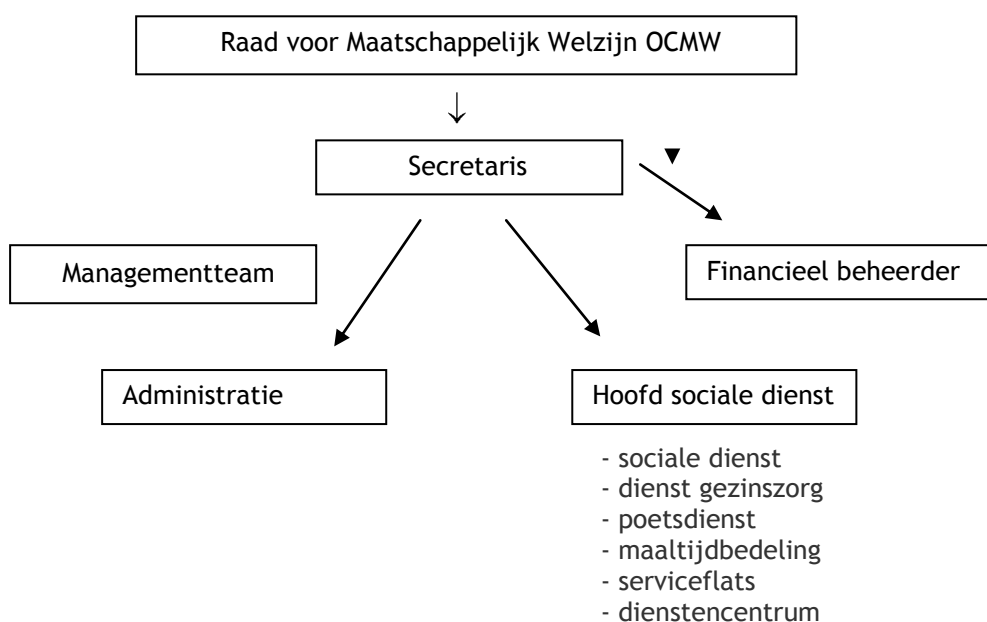 Raad voor Maatschappelijk Welzijn OCMW
Secretaris
Managementteam
Financieel beheerder
Administratie
Hoofd sociale dienst
- sociale dienst
- dienst gezinszorg
- poetsdienst
- maaltijdbedeling
- serviceflats
- dienstencentrum